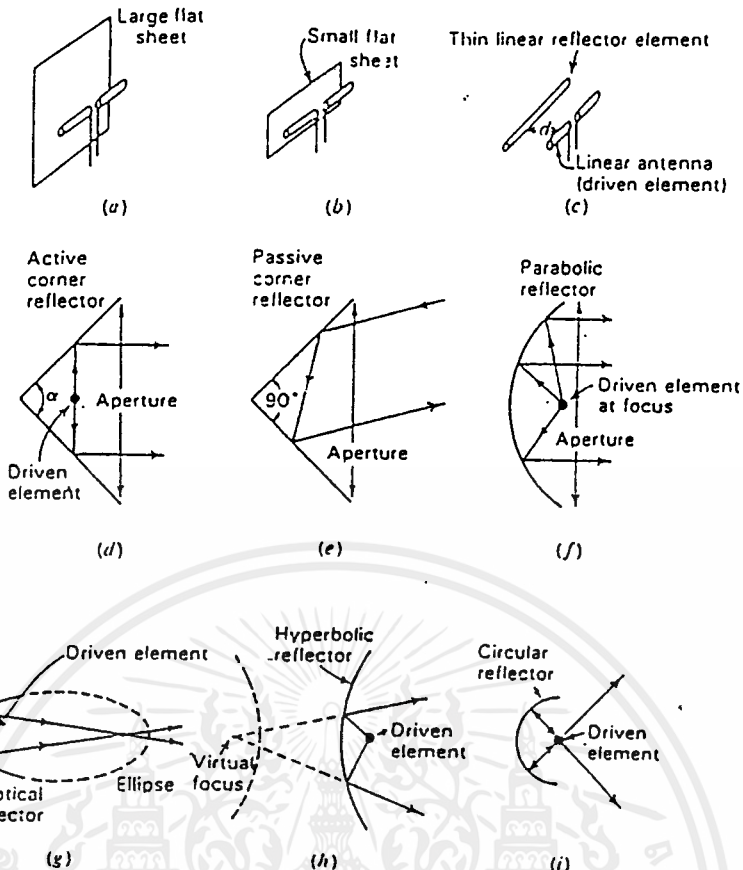 Large flat
sheet
Small flat
sheet
Thin linear reflector element
d
Linear antenna
(driven element)
(a)
(b)
(c)
Active
corner
reflector
α
Aperture
Driven
element
(d)
Passive
corner
reflector
90°
Aperture
(e)
Parabolic
reflector
Driven element
at focus
Aperture
(f)
Driven element
Ellipse
ptical
ector
(g)
Hyperbolic
reflector
Driven
element
Virtual
focus
(h)
Circular
reflector
Driven
element
(i)